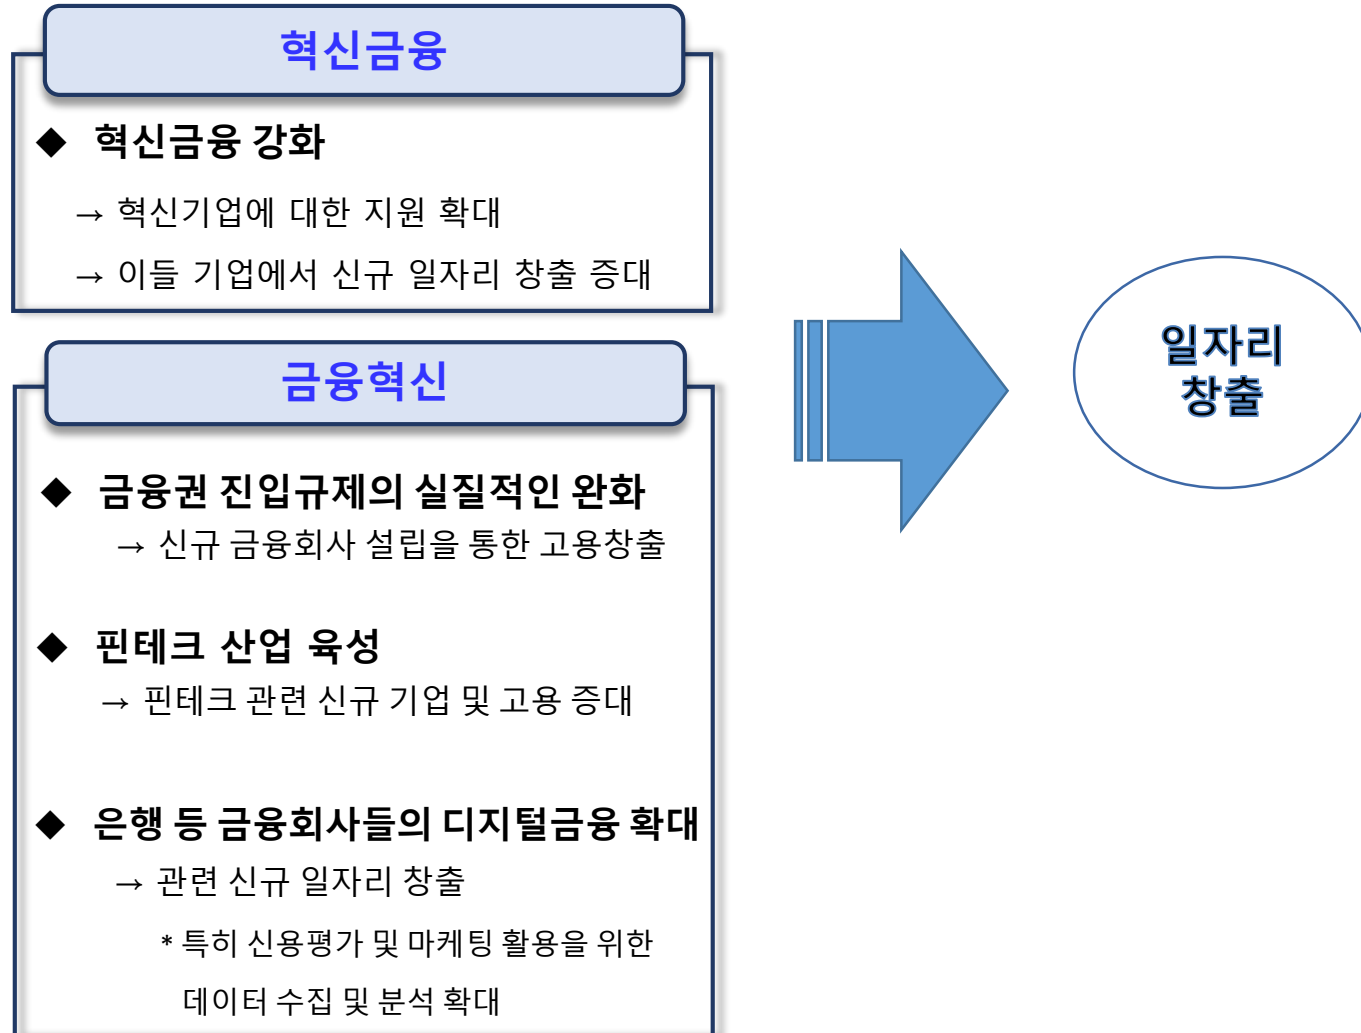 혁신금융
◆ 혁신금융 강화
→ 혁신기업에 대한 지원 확대
→ 이들 기업에서 신규 일자리 창출 증대
금융혁신
◆ 금융권 진입규제의 실질적인 완화
→ 신규 금융회사 설립을 통한 고용창출
◆ 핀테크 산업 육성
→ 핀테크 관련 신규 기업 및 고용 증대
◆ 은행 등 금융회사들의 디지털금융 확대
→ 관련 신규 일자리 창출
* 특히 신용평가 및 마케팅 활용을 위한
데이터 수집 및 분석 확대
일자리
창출